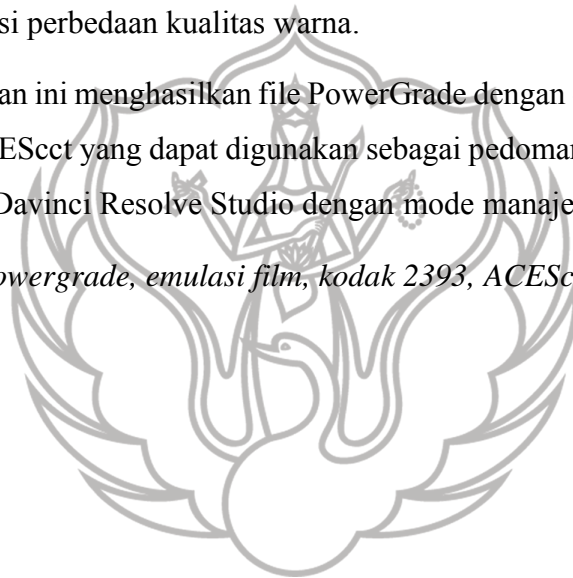 si perbedaan kualitas warna.
an ini menghasilkan file PowerGrade dengan
EScct yang dapat digunakan sebagai pedoman
Davinci Resolve Studio dengan mode manaje
owergrade, emulasi film, kodak 2393, ACESc